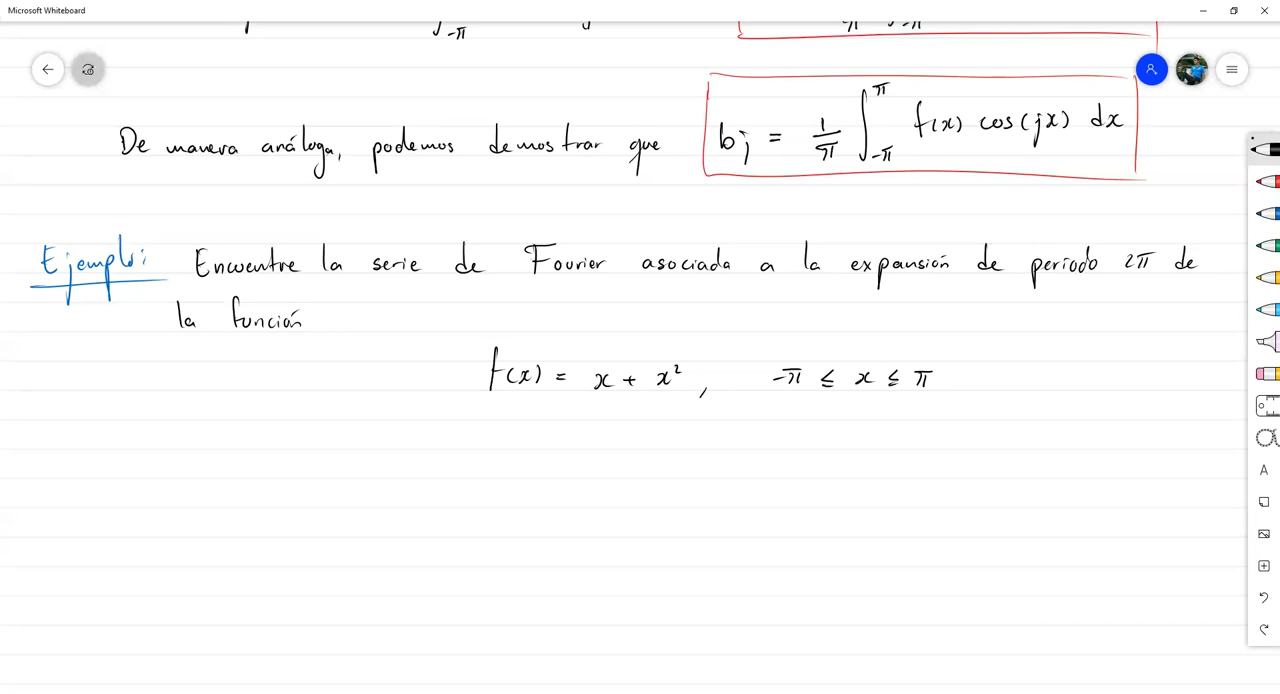 Microsoft Whiteboard
∫ -π
π -π
De manera análoga, podemos demostrar que bj = 1/π ∫_{-π}^{π} f(x) cos(jx) dx
Ejemplo: Encuentre la serie de Fourier asociada a la expansión de período 2π de
la función
f(x) = x + x², -π ≤ x ≤ π
A